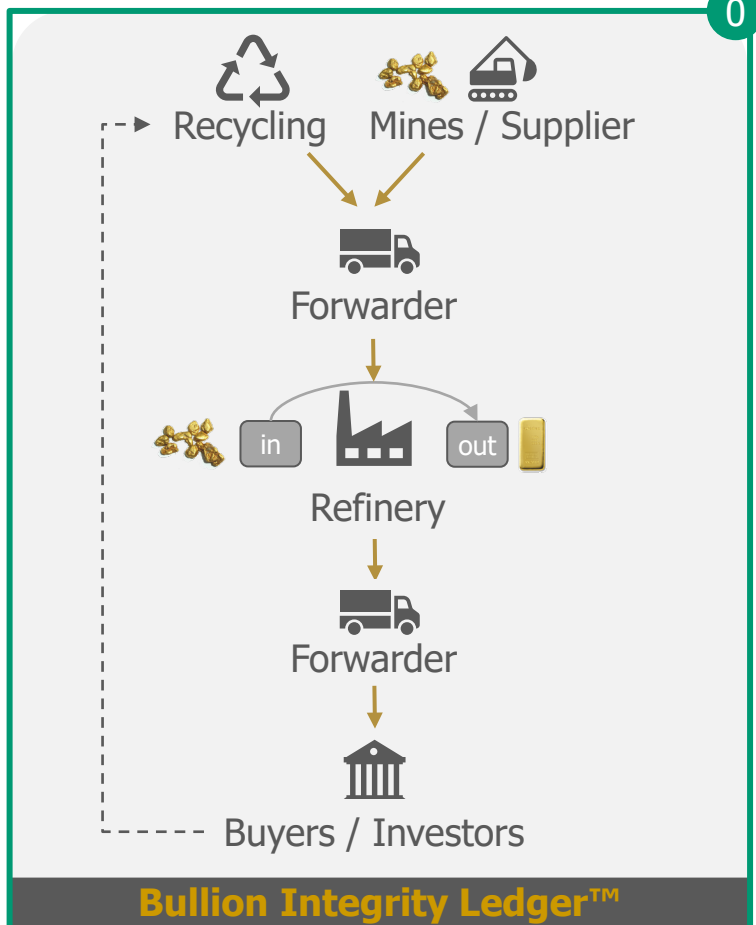 0
Recycling
Mines / Supplier
Forwarder
in
out
Refinery
Forwarder
Buyers / Investors
Bullion Integrity Ledger™